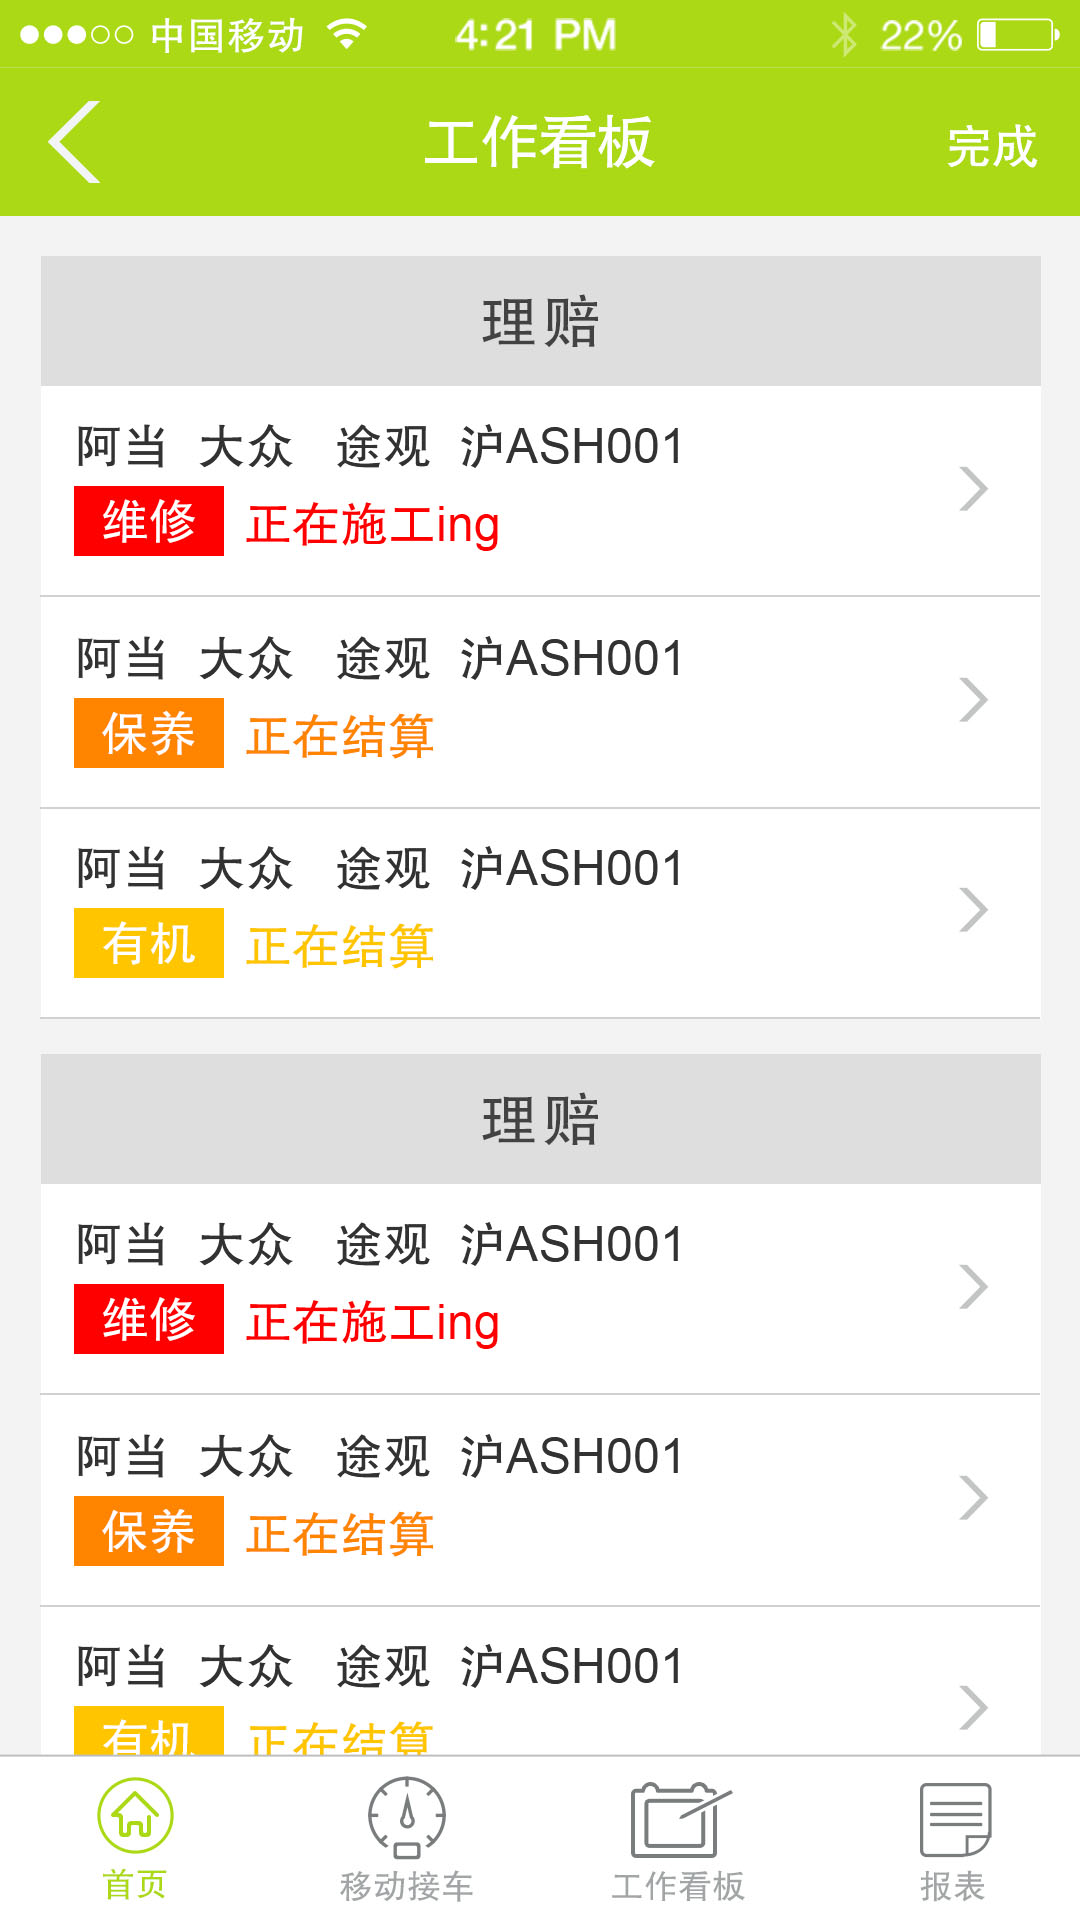 中国移动 4:21 PM 22%
工作看板 完成
理赔
阿当 大众 途观 沪ASH001
维修 正在施工ing
阿当 大众 途观 沪ASH001
保养 正在结算
阿当 大众 途观 沪ASH001
有机 正在结算
理赔
阿当 大众 途观 沪ASH001
维修 正在施工ing
阿当 大众 途观 沪ASH001
保养 正在结算
阿当 大众 途观 沪ASH001
有机 正在结算
首页 移动接车 工作看板 报表